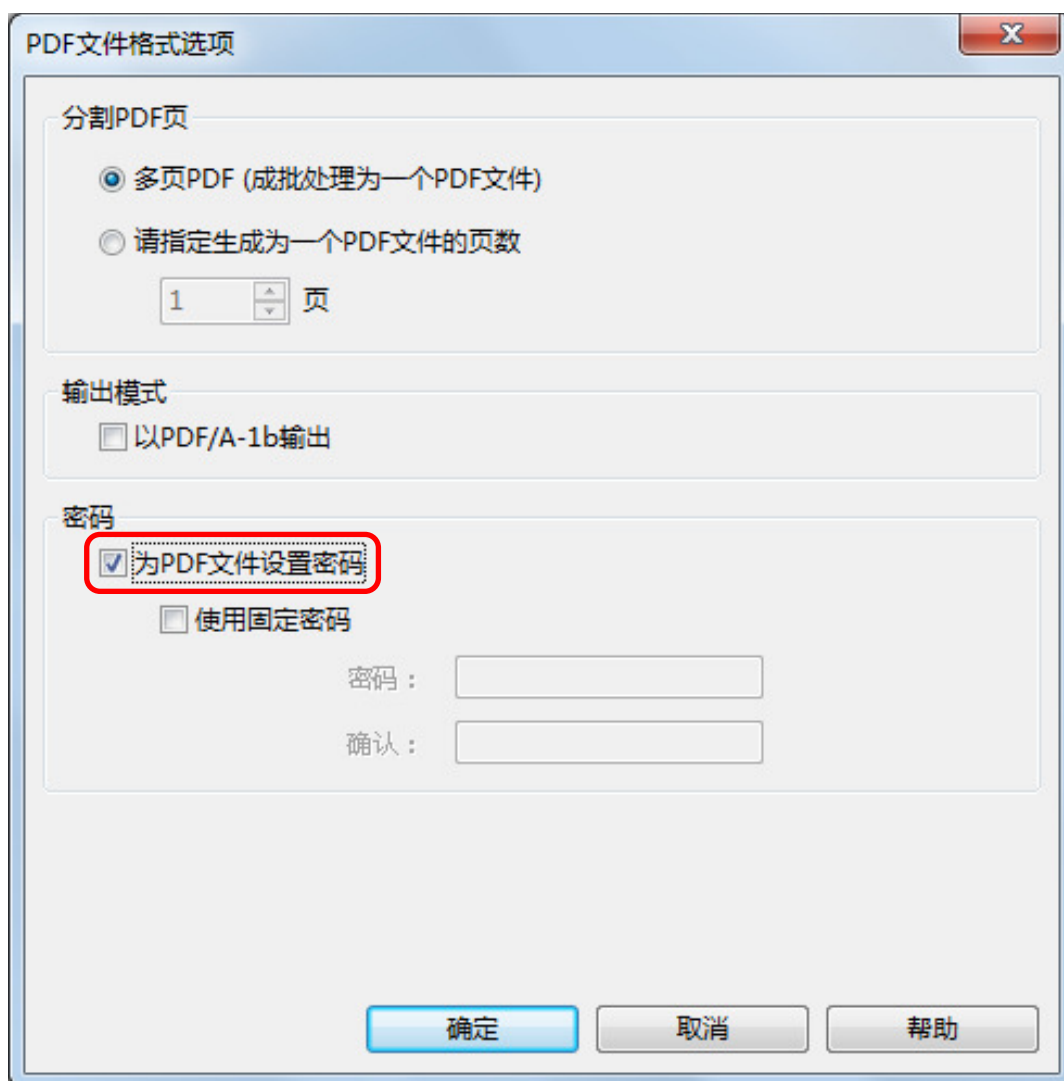 PDF文件格式选项
分割PDF页
多页PDF (成批处理为一个PDF文件)
请指定生成为一个PDF文件的页数
1 页
输出模式
以PDF/A-1b输出
密码
为PDF文件设置密码
使用固定密码
密码：
确认：
确定 取消 帮助